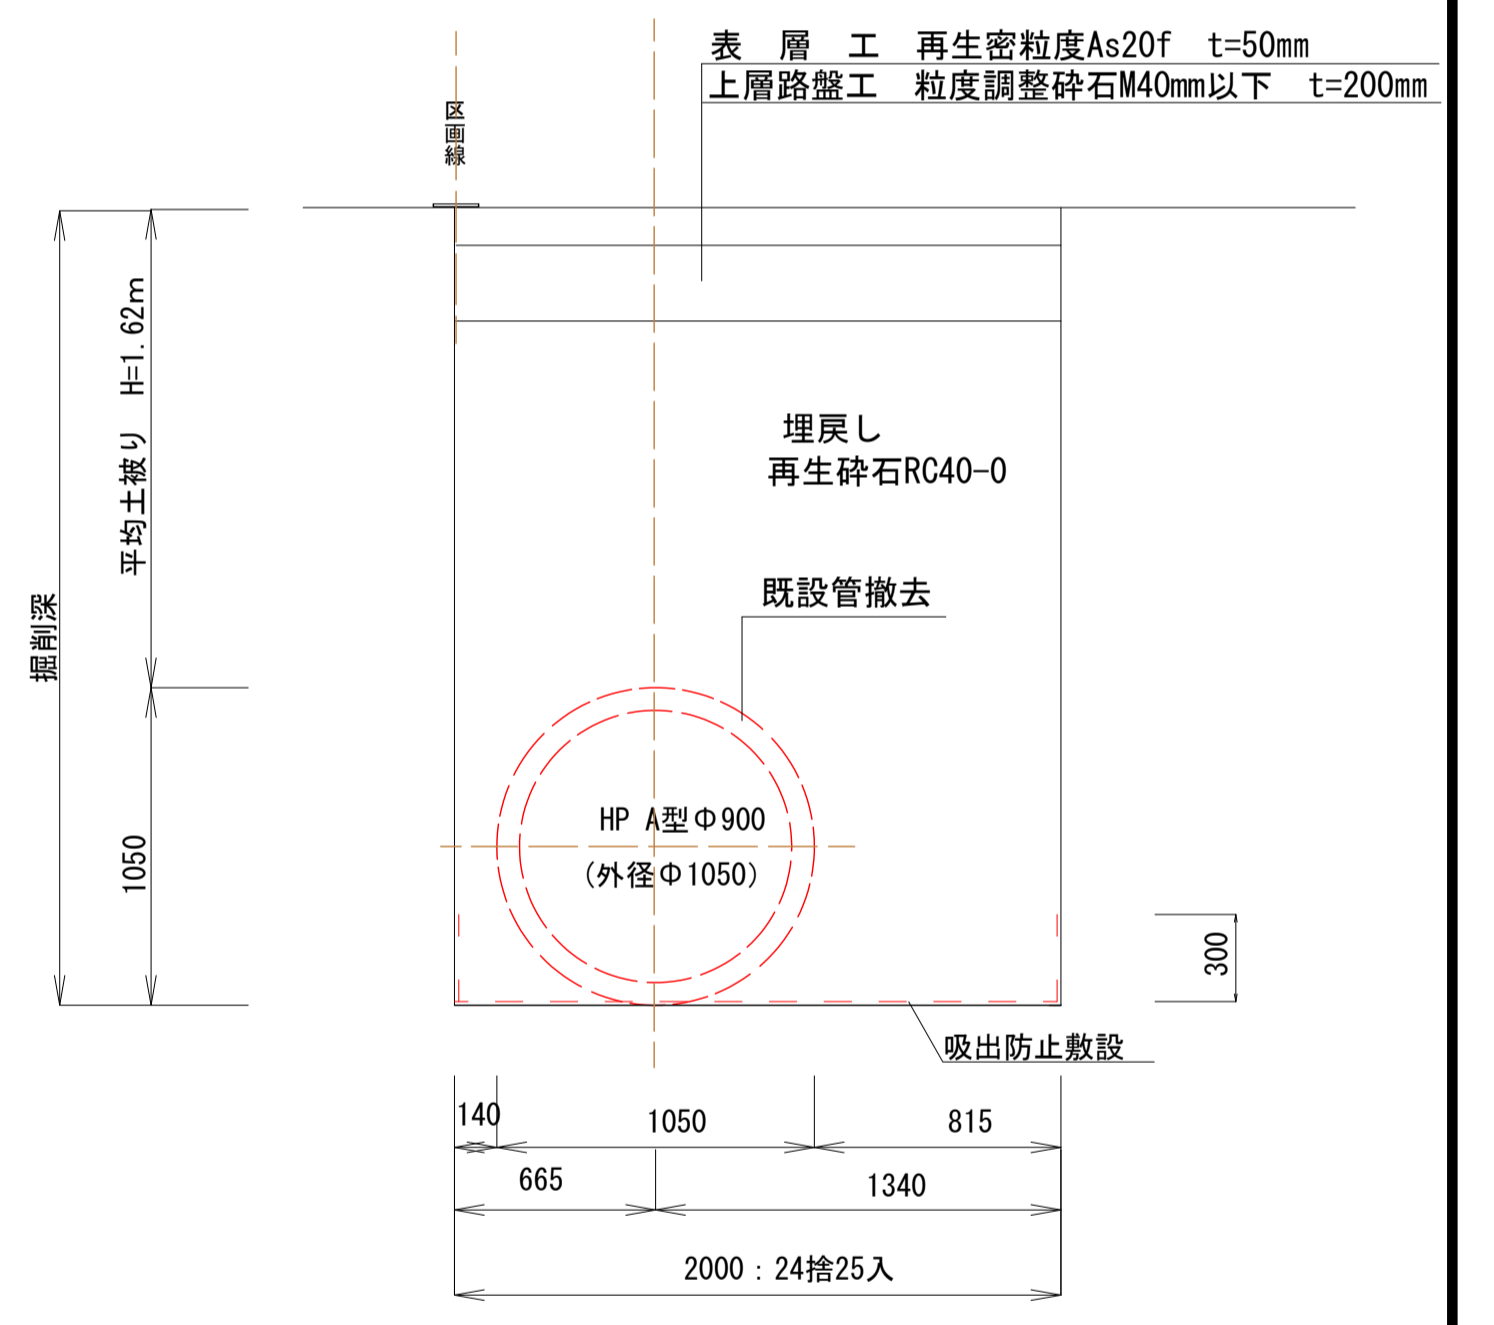 表　層　工　再生密粒度As20f　t=50mm
上層路盤工　粒度調整砕石M40mm以下　t=200mm
区画線
平均土被り　H=1.62m
掘削深
埋戻し
再生砕石RC40-0
既設管撤去
HP A型Φ900
(外径Φ1050)
1050
300
吸出防止敷設
140
1050
815
665
1340
2000：24捨25入